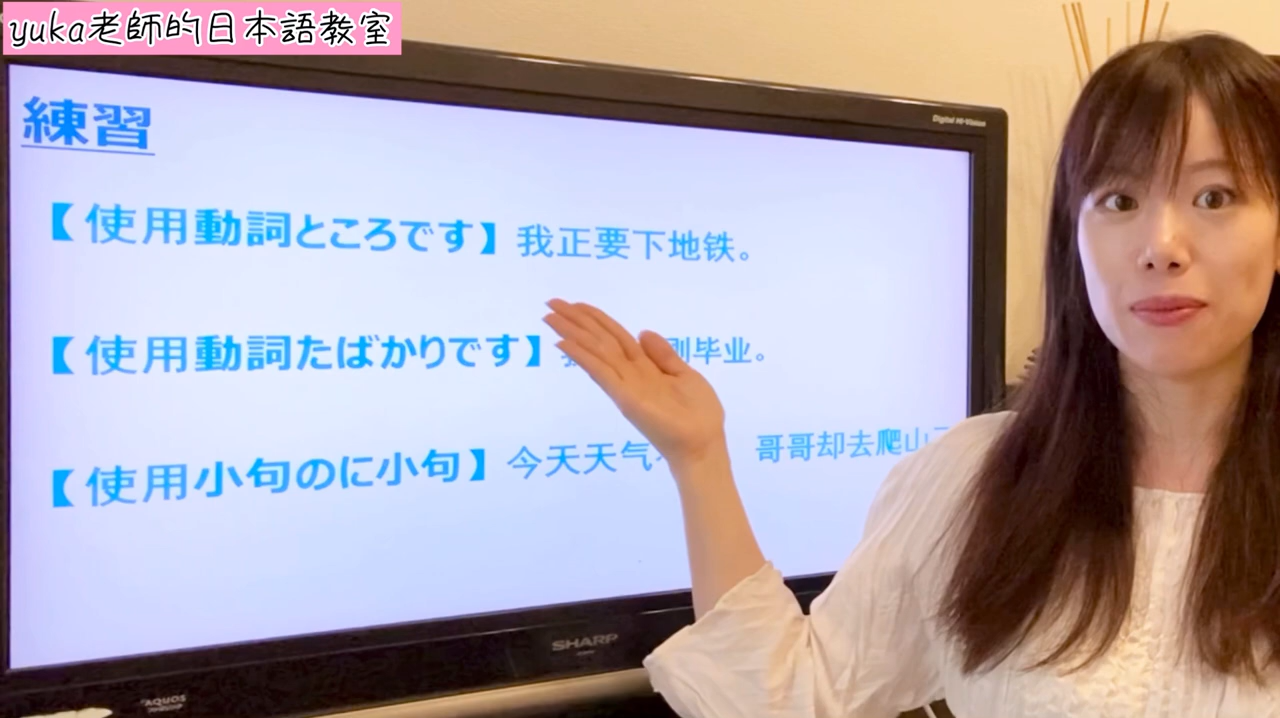 yuka老師的日本語教室
Digital Hi-Vision
練習
【使用動詞ところです】我正要下地铁。
【使用動詞たばかりです】刚毕业。
【使用小句のに小句】今天天气 哥哥却去爬山
SHARP
AQUOS